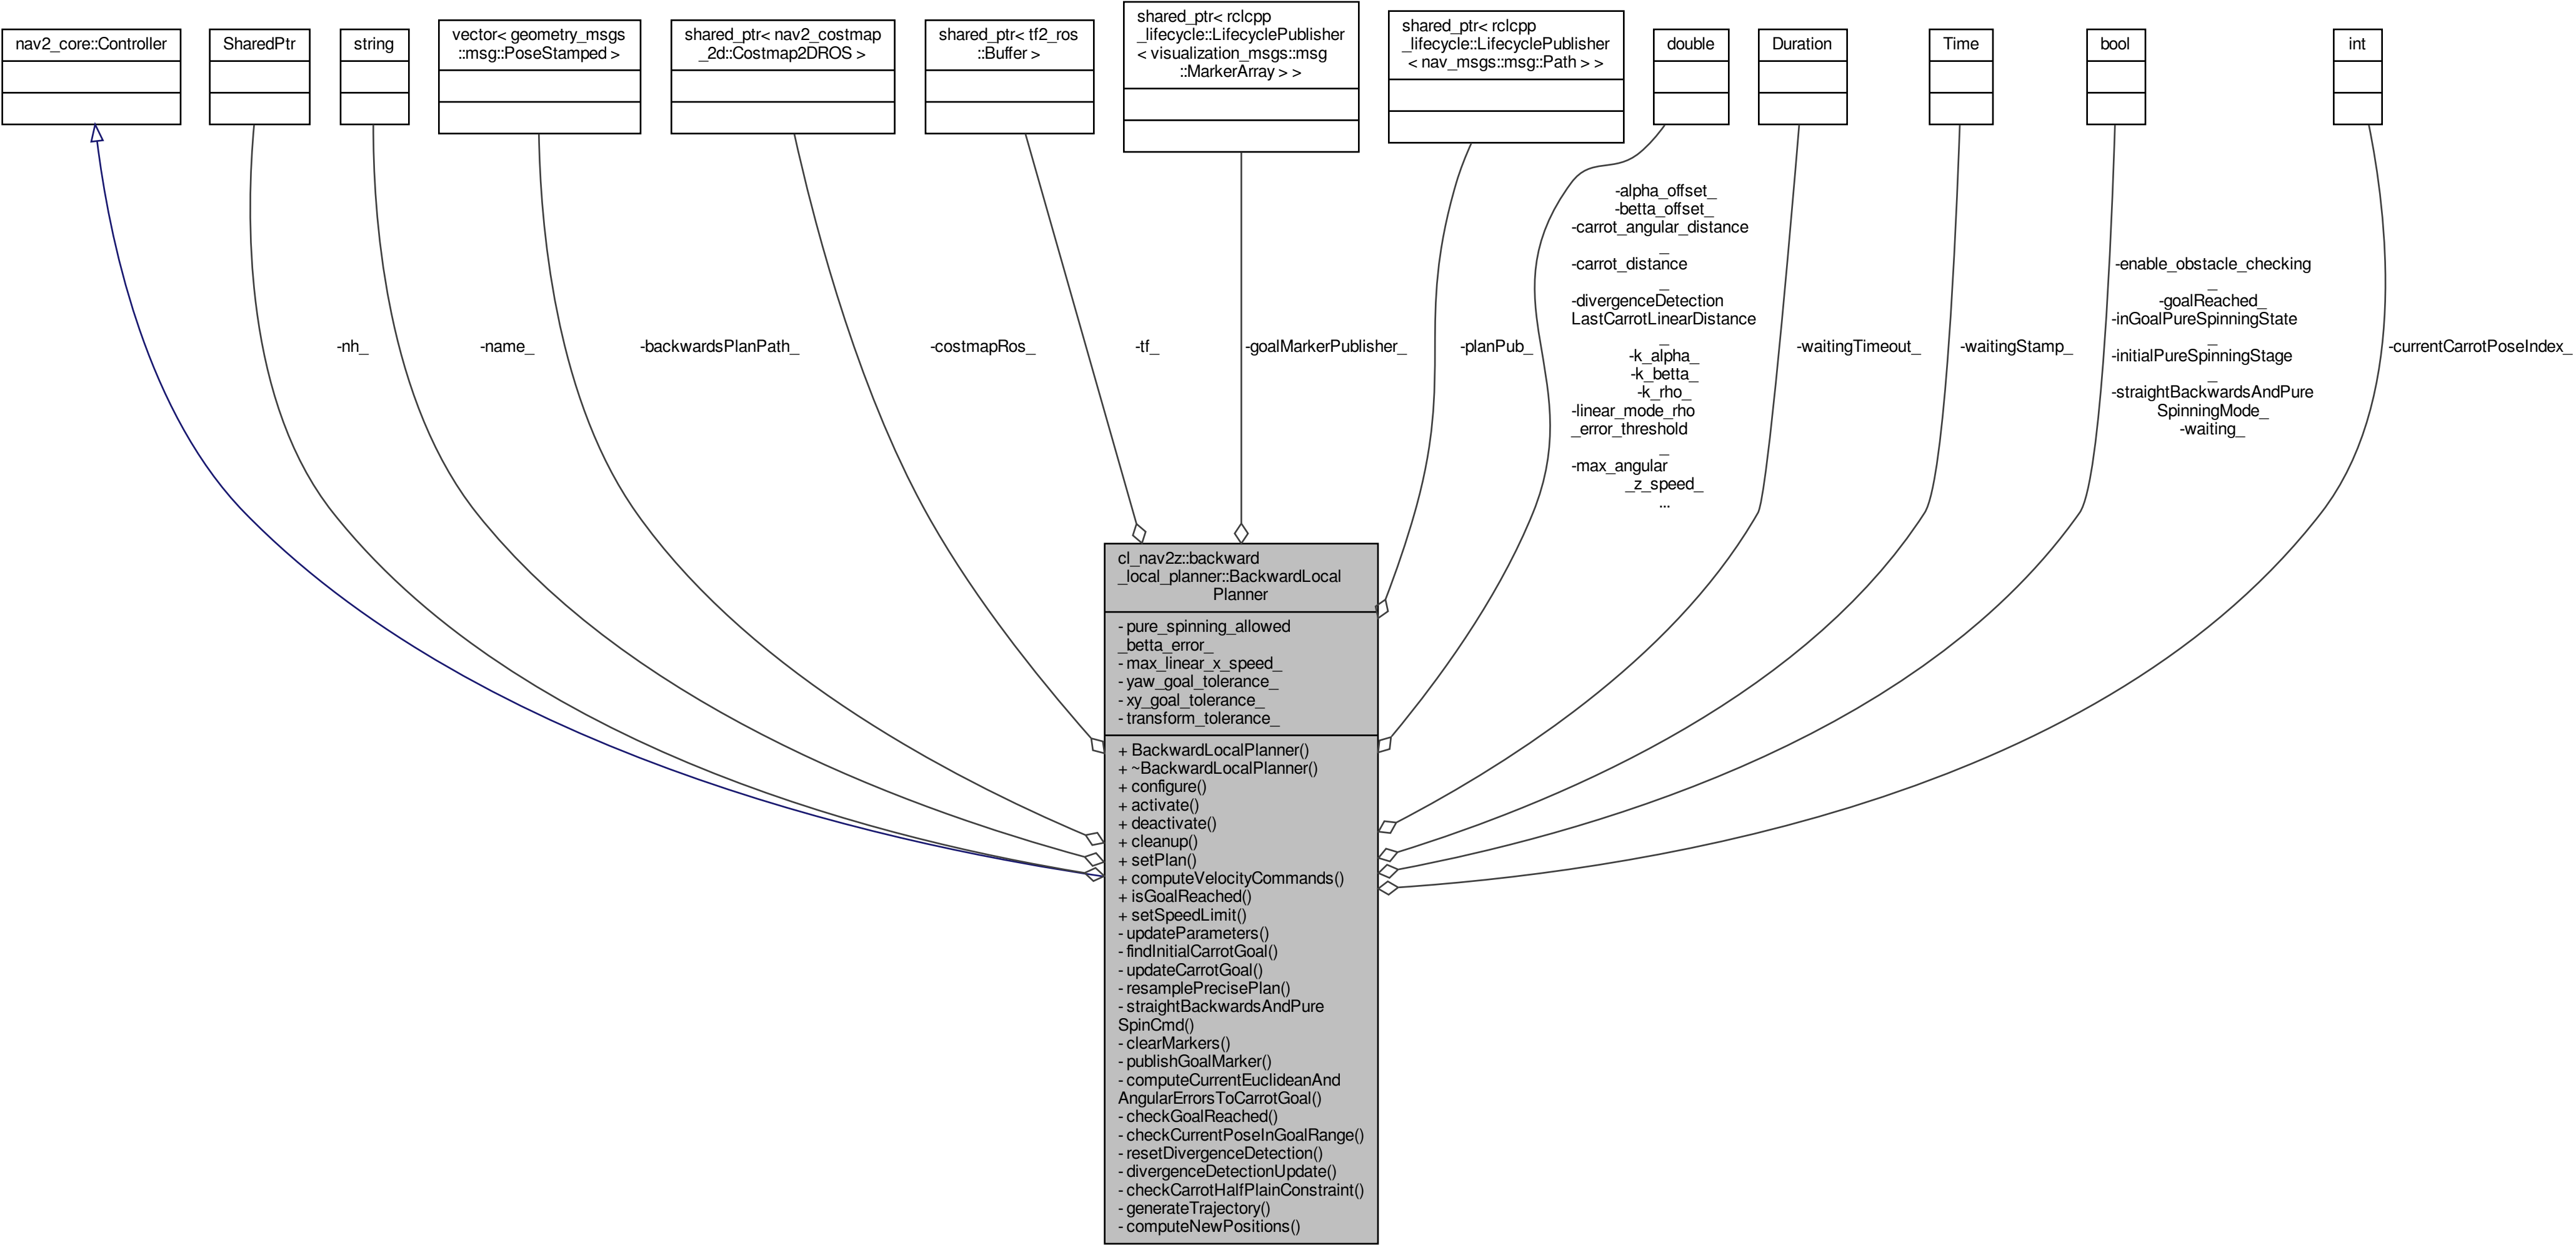 nav2_core::Controller
SharedPtr
string
vector< geometry_msgs
::msg::PoseStamped >
shared_ptr< nav2_costmap
_2d::Costmap2DROS >
shared_ptr< tf2_ros
::Buffer >
shared_ptr< rclcpp
_lifecycle::LifecyclePublisher
< visualization_msgs::msg
::MarkerArray > >
shared_ptr< rclcpp
_lifecycle::LifecyclePublisher
< nav_msgs::msg::Path > >
double
Duration
Time
bool
int
-nh_
-name_
-backwardsPlanPath_
-costmapRos_
-tf_
-goalMarkerPublisher_
-planPub_
-alpha_offset_
-betta_offset_
-carrot_angular_distance
_
-carrot_distance
_
-divergenceDetection
LastCarrotLinearDistance
_
-k_alpha_
-k_betta_
-k_rho_
-linear_mode_rho
_error_threshold
_
-max_angular
_z_speed_
...
-waitingTimeout_
-waitingStamp_
-enable_obstacle_checking
_
-goalReached_
-inGoalPureSpinningState
_
-initialPureSpinningStage
_
-straightBackwardsAndPure
SpinningMode_
-waiting_
-currentCarrotPoseIndex_
cl_nav2z::backward
_local_planner::BackwardLocal
Planner
- pure_spinning_allowed
_betta_error_
- max_linear_x_speed_
- yaw_goal_tolerance_
- xy_goal_tolerance_
- transform_tolerance_
+ BackwardLocalPlanner()
+ ~BackwardLocalPlanner()
+ configure()
+ activate()
+ deactivate()
+ cleanup()
+ setPlan()
+ computeVelocityCommands()
+ isGoalReached()
+ setSpeedLimit()
- updateParameters()
- findInitialCarrotGoal()
- updateCarrotGoal()
- resamplePrecisePlan()
- straightBackwardsAndPure
SpinCmd()
- clearMarkers()
- publishGoalMarker()
- computeCurrentEuclideanAnd
AngularErrorsToCarrotGoal()
- checkGoalReached()
- checkCurrentPoseInGoalRange()
- resetDivergenceDetection()
- divergenceDetectionUpdate()
- checkCarrotHalfPlainConstraint()
- generateTrajectory()
- computeNewPositions()